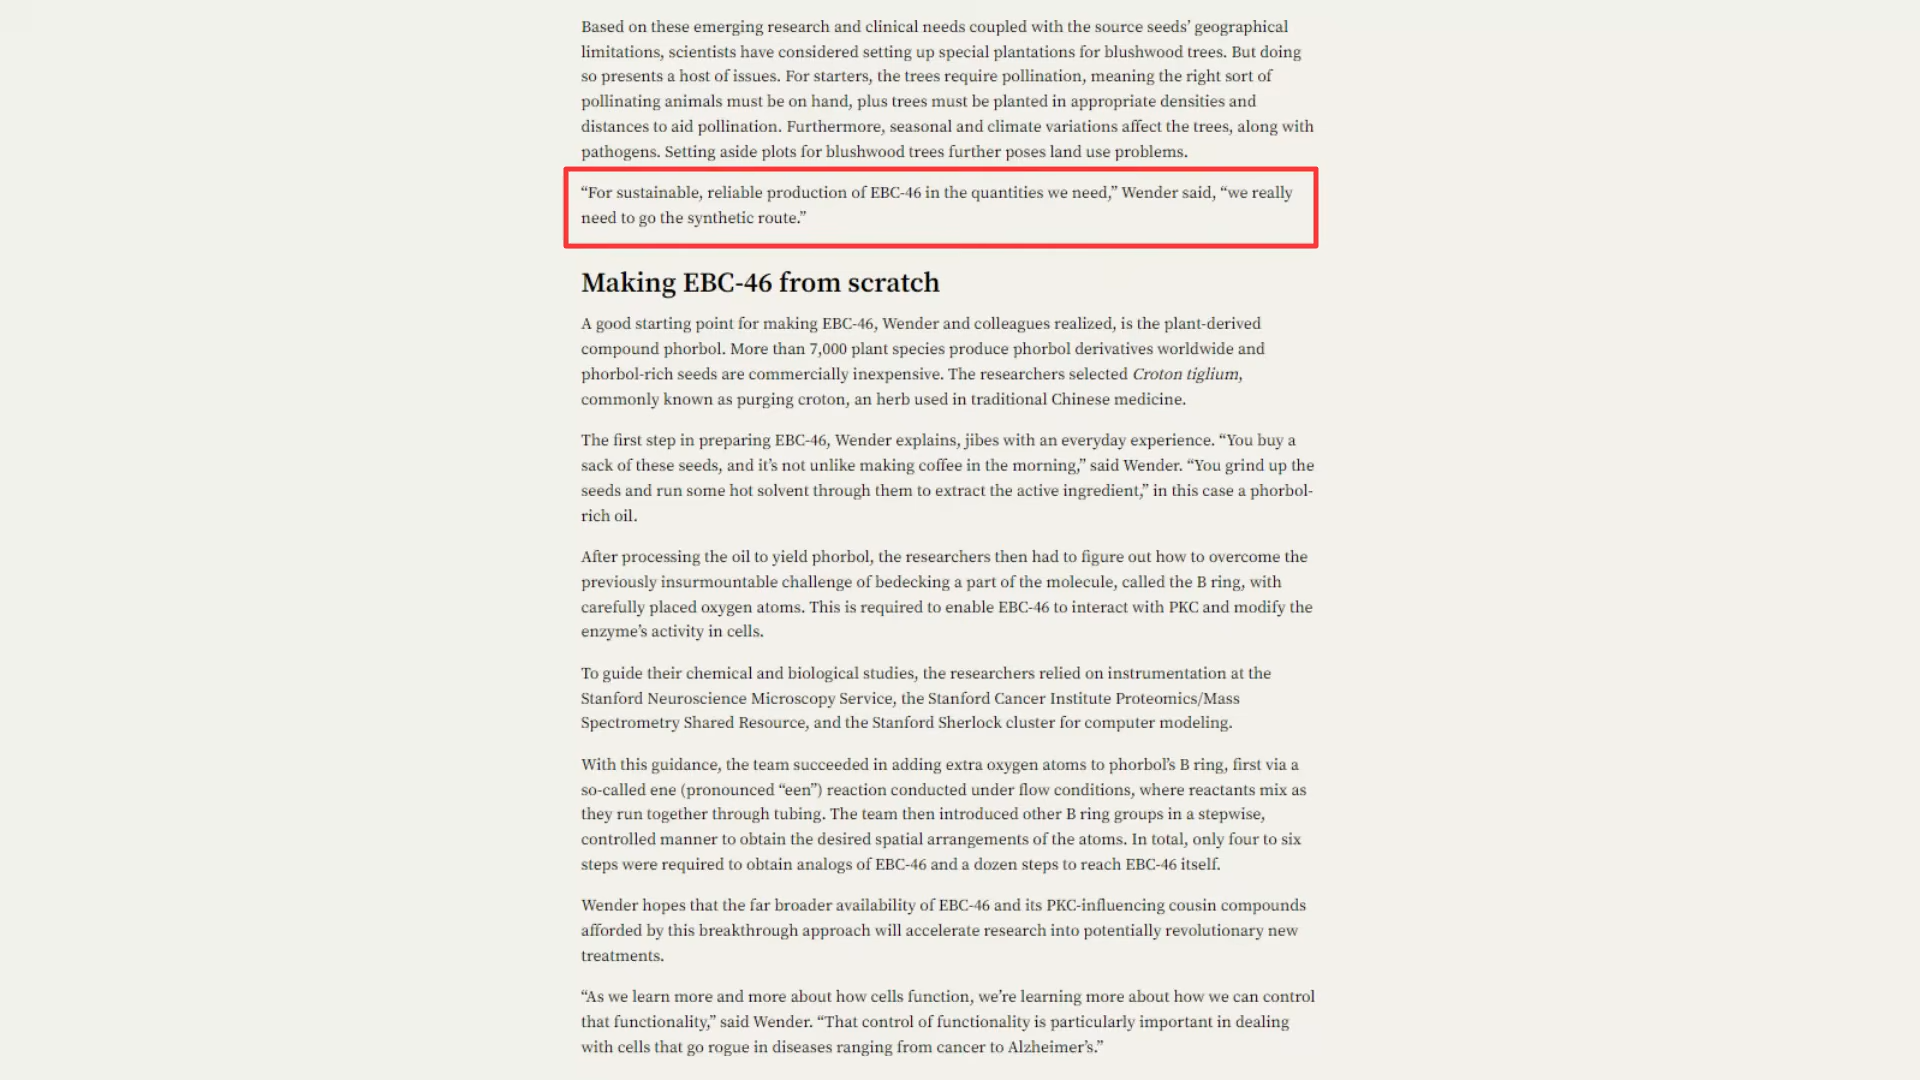 Based on these emerging research and clinical needs coupled with the source seeds’ geographical
limitations, scientists have considered setting up special plantations for blushwood trees. But doing
so presents a host of issues. For starters, the trees require pollination, meaning the right sort of
pollinating animals must be on hand, plus trees must be planted in appropriate densities and
distances to aid pollination. Furthermore, seasonal and climate variations affect the trees, along with
pathogens. Setting aside plots for blushwood trees further poses land use problems.
“For sustainable, reliable production of EBC-46 in the quantities we need,” Wender said, “we really
need to go the synthetic route.”
Making EBC-46 from scratch
A good starting point for making EBC-46, Wender and colleagues realized, is the plant-derived
compound phorbol. More than 7,000 plant species produce phorbol derivatives worldwide and
phorbol-rich seeds are commercially inexpensive. The researchers selected Croton tiglium,
commonly known as purging croton, an herb used in traditional Chinese medicine.
The first step in preparing EBC-46, Wender explains, jibes with an everyday experience. “You buy a
sack of these seeds, and it’s not unlike making coffee in the morning,” said Wender. “You grind up the
seeds and run some hot solvent through them to extract the active ingredient,” in this case a phorbol-
rich oil.
After processing the oil to yield phorbol, the researchers then had to figure out how to overcome the
previously insurmountable challenge of bedecking a part of the molecule, called the B ring, with
carefully placed oxygen atoms. This is required to enable EBC-46 to interact with PKC and modify the
enzyme’s activity in cells.
To guide their chemical and biological studies, the researchers relied on instrumentation at the
Stanford Neuroscience Microscopy Service, the Stanford Cancer Institute Proteomics/Mass
Spectrometry Shared Resource, and the Stanford Sherlock cluster for computer modeling.
With this guidance, the team succeeded in adding extra oxygen atoms to phorbol’s B ring, first via a
so-called ene (pronounced “een”) reaction conducted under flow conditions, where reactants mix as
they run together through tubing. The team then introduced other B ring groups in a stepwise,
controlled manner to obtain the desired spatial arrangements of the atoms. In total, only four to six
steps were required to obtain analogs of EBC-46 and a dozen steps to reach EBC-46 itself.
Wender hopes that the far broader availability of EBC-46 and its PKC-influencing cousin compounds
afforded by this breakthrough approach will accelerate research into potentially revolutionary new
treatments.
“As we learn more and more about how cells function, we’re learning more about how we can control
that functionality,” said Wender. “That control of functionality is particularly important in dealing
with cells that go rogue in diseases ranging from cancer to Alzheimer’s.”